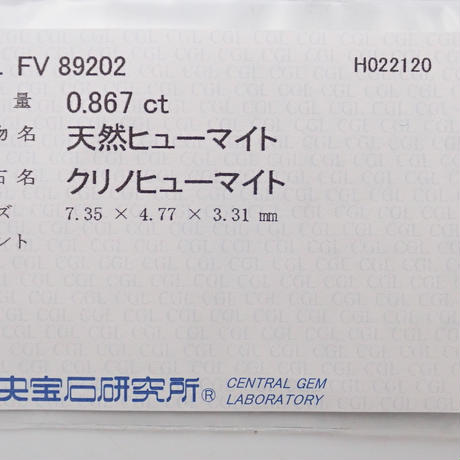 FV 89202 H022120
量 0.867 ct
物名 天然ヒューマイト
石名 クリノヒューマイト
ズ 7.35 × 4.77 × 3.31 ㎜
ント
央宝石研究所® CENTRAL GEM
LABORATORY